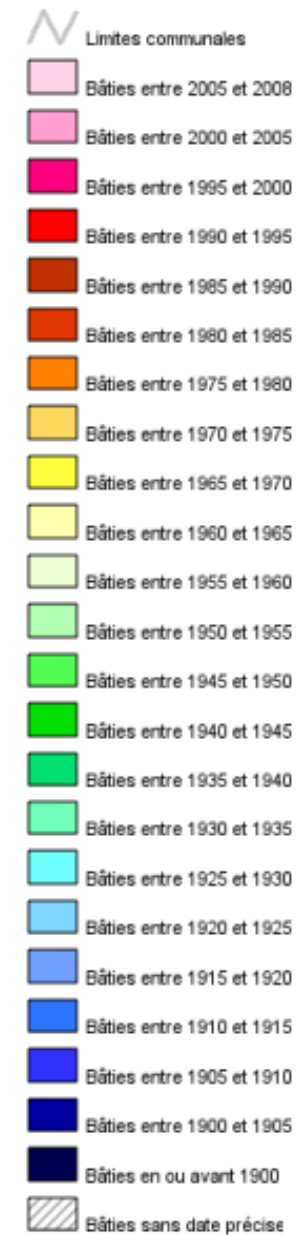 Limites communales
Bâties entre 2005 et 2008
Bâties entre 2000 et 2005
Bâties entre 1995 et 2000
Bâties entre 1990 et 1995
Bâties entre 1985 et 1990
Bâties entre 1980 et 1985
Bâties entre 1975 et 1980
Bâties entre 1970 et 1975
Bâties entre 1965 et 1970
Bâties entre 1960 et 1965
Bâties entre 1955 et 1960
Bâties entre 1950 et 1955
Bâties entre 1945 et 1950
Bâties entre 1940 et 1945
Bâties entre 1935 et 1940
Bâties entre 1930 et 1935
Bâties entre 1925 et 1930
Bâties entre 1920 et 1925
Bâties entre 1915 et 1920
Bâties entre 1910 et 1915
Bâties entre 1905 et 1910
Bâties entre 1900 et 1905
Bâties en ou avant 1900
Bâties sans date précise